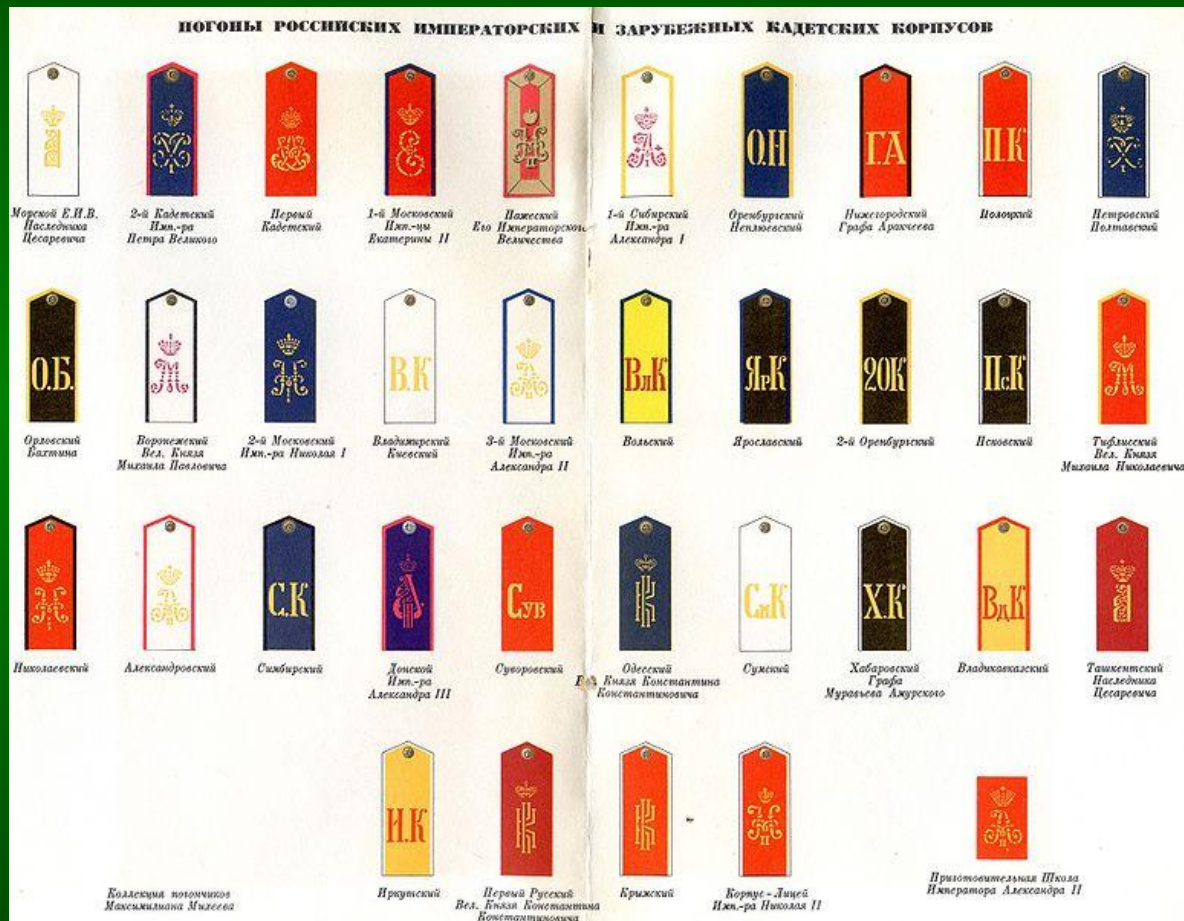 ПОГОНЫ РОССИЙСКИХ ИМПЕРАТОРСКИХ И ЗАРУБЕЖНЫХ КАДЕТСКИХ КОРПУСОВ
Морской Е.И.В.
Наследника
Цесаревича
2-й Кадетский
Имп.-ра
Петра Великого
Первый
Кадетский
1-й Московский
Имп.-цы
Екатерины II
Пажеский
Его Императорского
Величества
1-й Сибирский
Имп.-ра
Александра I
О.Н
Оренбургский
Неплюевский
Г.А
Нижегородский
Графа Аракчеева
П.К
Полоцкий
Петровский
Полтавский
О.Б.
Орловский
Бахтина
Воронежский
Вел. Князя
Михаила Павловича
2-й Московский
Имп.-ра Николая I
В.К
Владимирский
Киевский
3-й Московский
Имп.-ра
Александра II
ВлК
Вольский
ЯрК
Ярославский
2ОК
2-й Оренбургский
ПсК
Псковский
Тифлисский
Вел. Князя
Михаила Николаевича
Николаевский
Александровский
С.К
Симбирский
Донской
Имп.-ра
Александра III
Сув
Суворовский
Одесский
Князя Константина
Константиновича
СмК
Сумский
Х.К
Хабаровский
Графа
Муравьева Амурского
ВдК
Владикавказский
Ташкентский
Наследника
Цесаревича
И.К
Иркутский
Первый Русский
Вел. Князя Константина
Константиновича
Крымский
Корпус-Лицей
Имп.-ра Николая II
Приготовительная Школа
Императора Александра II
Коллекция погончиков
Максимилиана Михеева